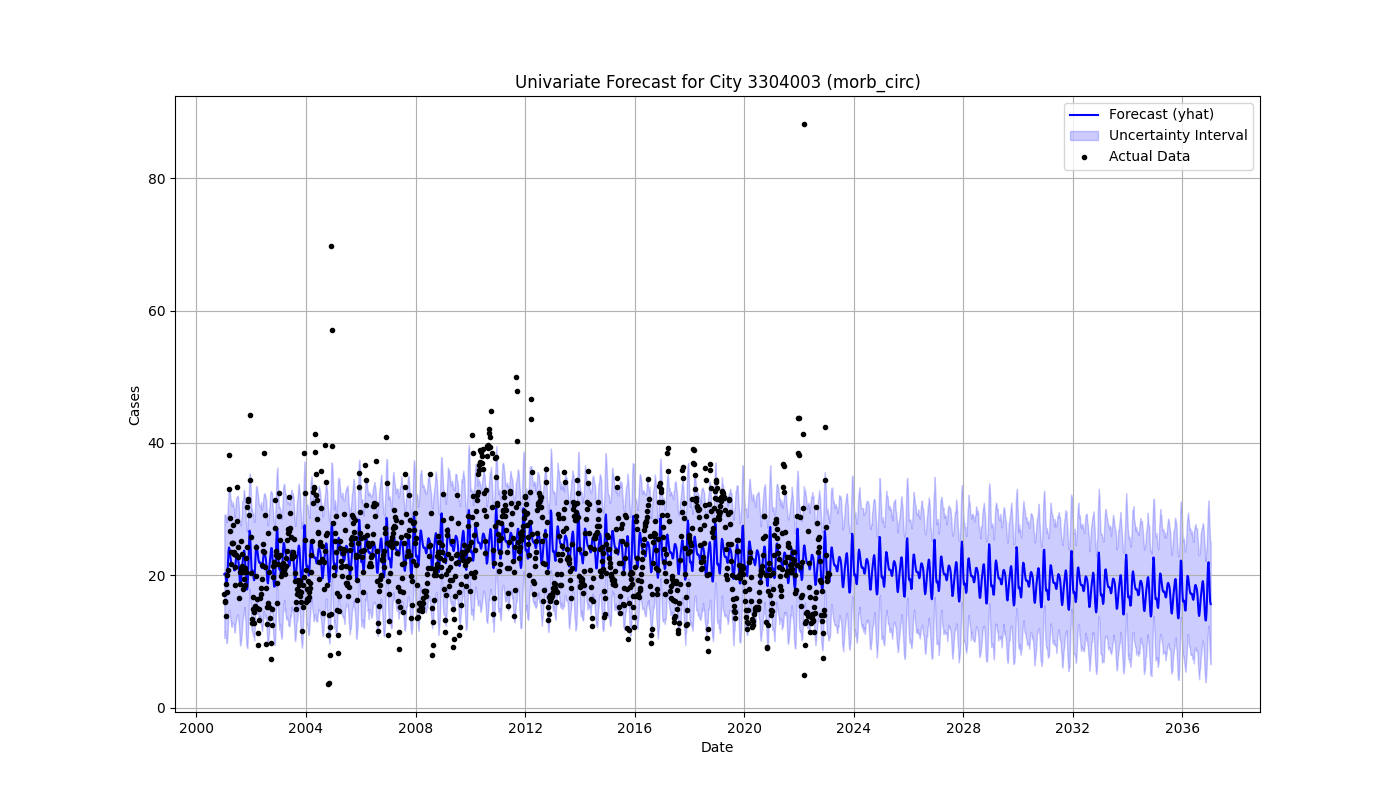 Univariate Forecast for City 3304003 (morb_circ)
Forecast (yhat)
Uncertainty Interval
Actual Data
Cases
80
60
40
20
0
2000 2004 2008 2012 2016 2020 2024 2028 2032 2036
Date